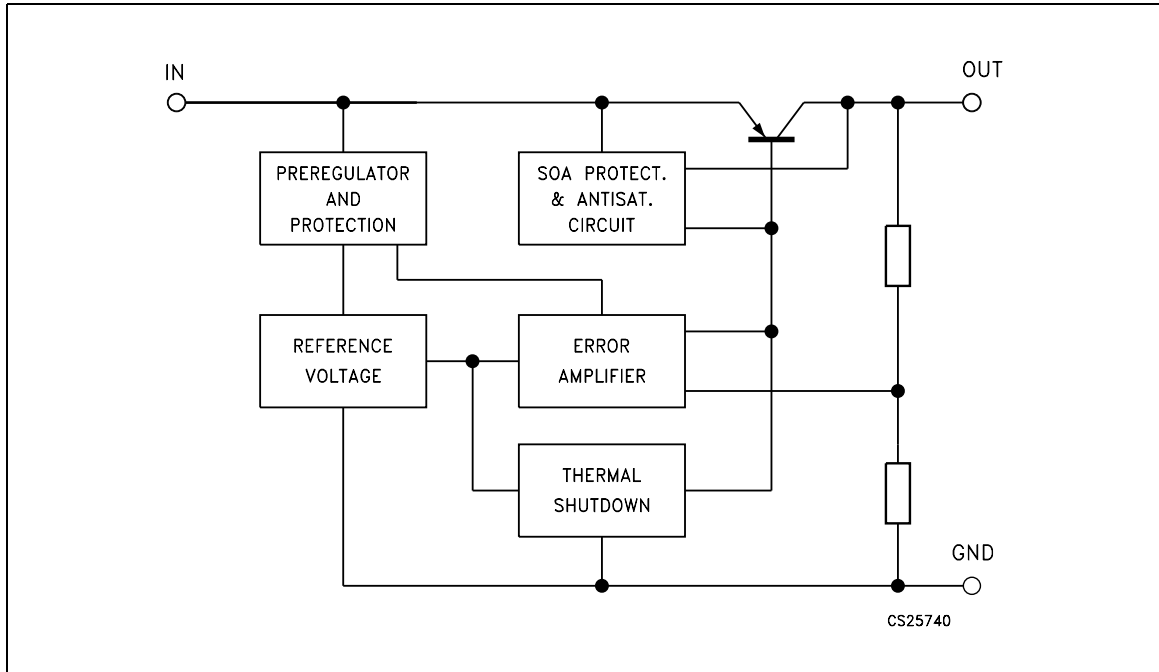 IN
OUT
PREREGULATOR
AND
PROTECTION
SOA PROTECT.
& ANTISAT.
CIRCUIT
REFERENCE
VOLTAGE
ERROR
AMPLIFIER
THERMAL
SHUTDOWN
GND
CS25740